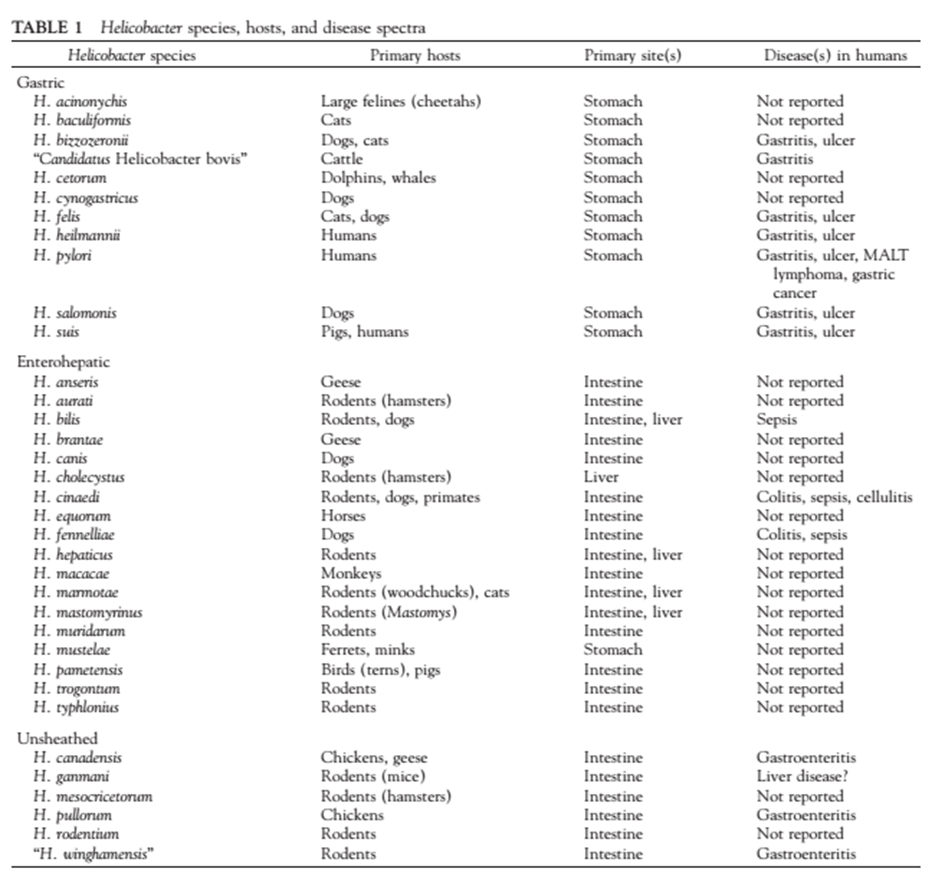 TABLE 1 Helicobacter species, hosts, and disease spectra
Helicobacter species Primary hosts Primary site(s) Disease(s) in humans
Gastric
H. acinonychis Large felines (cheetahs) Stomach Not reported
H. baculiformis Cats Stomach Not reported
H. bizzozeronii Dogs, cats Stomach Gastritis, ulcer
“Candidatus Helicobacter bovis” Cattle Stomach Gastritis
H. cetorum Dolphins, whales Stomach Not reported
H. cynogastricus Dogs Stomach Not reported
H. felis Cats, dogs Stomach Gastritis, ulcer
H. heilmannii Humans Stomach Gastritis, ulcer
H. pylori Humans Stomach Gastritis, ulcer, MALT
lymphoma, gastric
cancer
H. salomonis Dogs Stomach Gastritis, ulcer
H. suis Pigs, humans Stomach Gastritis, ulcer
Enterohepatic
H. anseris Geese Intestine Not reported
H. aurati Rodents (hamsters) Intestine Not reported
H. bilis Rodents, dogs Intestine, liver Sepsis
H. brantae Geese Intestine Not reported
H. canis Dogs Intestine Not reported
H. cholecystus Rodents (hamsters) Liver Not reported
H. cinaedi Rodents, dogs, primates Intestine Colitis, sepsis, cellulitis
H. equorum Horses Intestine Not reported
H. fennelliae Dogs Intestine Colitis, sepsis
H. hepaticus Rodents Intestine, liver Not reported
H. macacae Monkeys Intestine Not reported
H. marmotae Rodents (woodchucks), cats Intestine, liver Not reported
H. mastomyrinus Rodents (Mastomys) Intestine, liver Not reported
H. muridarum Rodents Intestine Not reported
H. mustelae Ferrets, minks Stomach Not reported
H. pametensis Birds (terns), pigs Intestine Not reported
H. trogontum Rodents Intestine Not reported
H. typhlonius Rodents Intestine Not reported
Unsheathed
H. canadensis Chickens, geese Intestine Gastroenteritis
H. ganmani Rodents (mice) Intestine Liver disease?
H. mesocricetorum Rodents (hamsters) Intestine Not reported
H. pullorum Chickens Intestine Gastroenteritis
H. rodentium Rodents Intestine Not reported
“H. winghamensis” Rodents Intestine Gastroenteritis